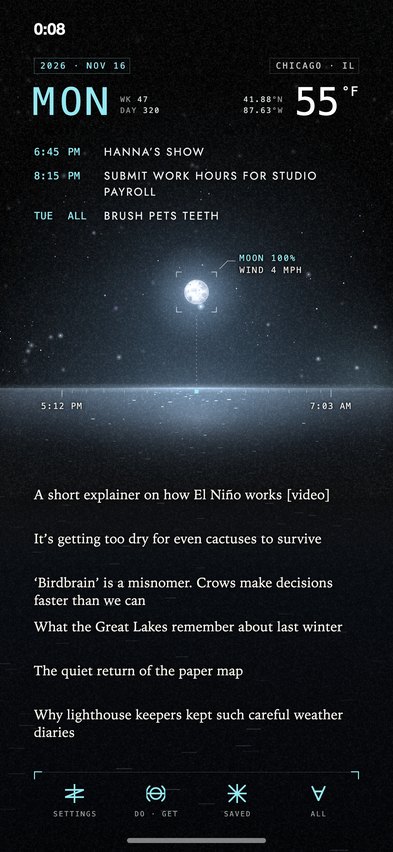 0:08
2026 · NOV 16
CHICAGO · IL
MON
WK 47
DAY 320
41.88°N
87.63°W
55°F
6:45 PM HANNA'S SHOW
8:15 PM SUBMIT WORK HOURS FOR STUDIO
PAYROLL
TUE ALL BRUSH PETS TEETH
MOON 100%
WIND 4 MPH
5:12 PM
7:03 AM
A short explainer on how El Niño works [video]
It's getting too dry for even cactuses to survive
‘Birdbrain’ is a misnomer. Crows make decisions
faster than we can
What the Great Lakes remember about last winter
The quiet return of the paper map
Why lighthouse keepers kept such careful weather
diaries
SETTINGS
DO · GET
SAVED
ALL